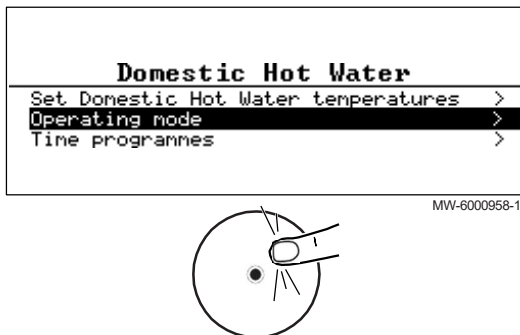 Domestic Hot Water
Set Domestic Hot Water temperatures >
Operating mode >
Time programmes >
MW-6000958-1